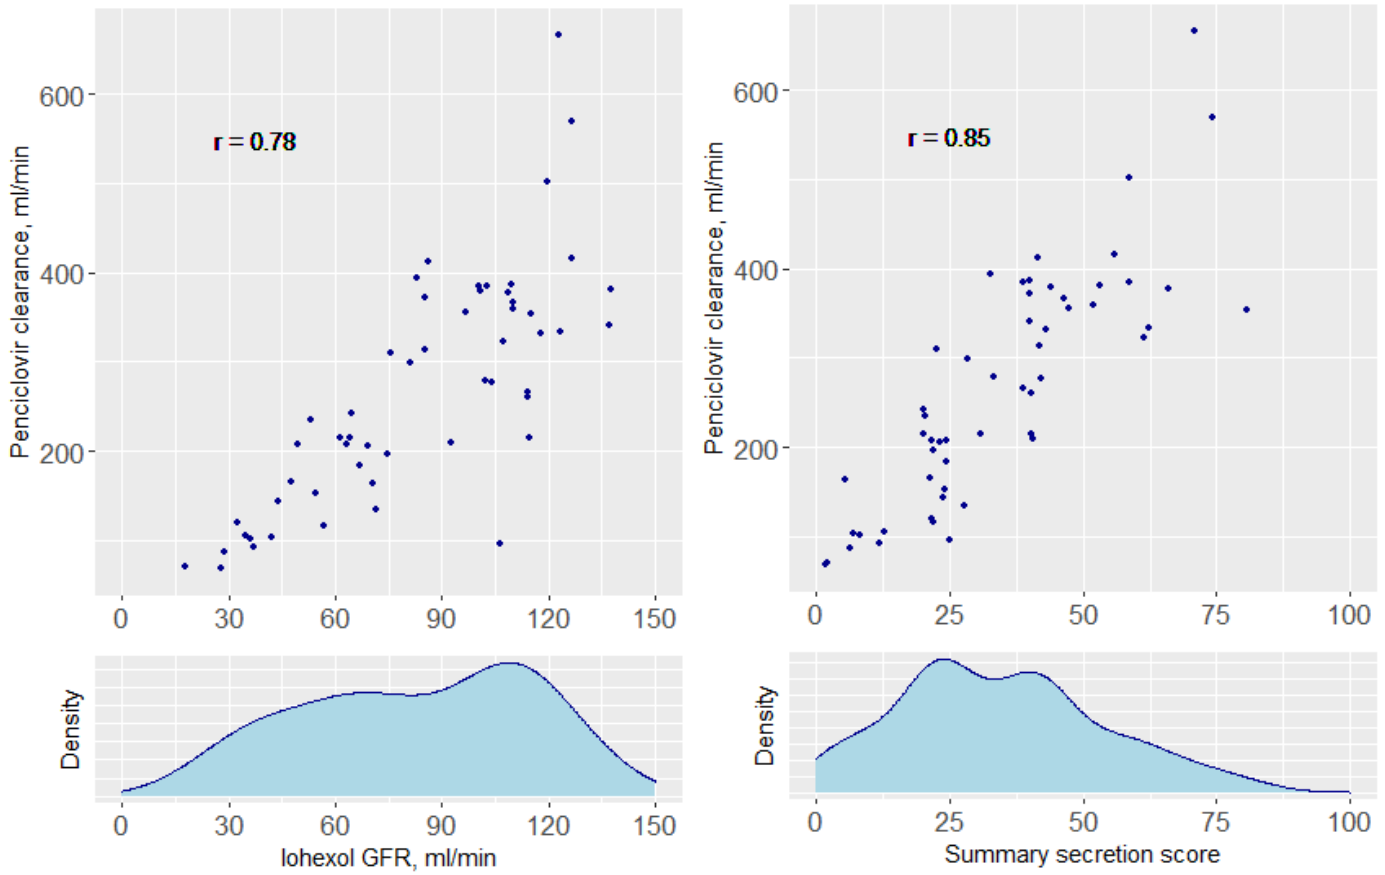 Penciclovir clearance, ml/min
600
400
200
r = 0.78
0 30 60 90 120 150
Density
0 30 60 90 120 150
Iohexol GFR, ml/min
Penciclovir clearance, ml/min
600
400
200
r = 0.85
0 25 50 75 100
Density
0 25 50 75 100
Summary secretion score